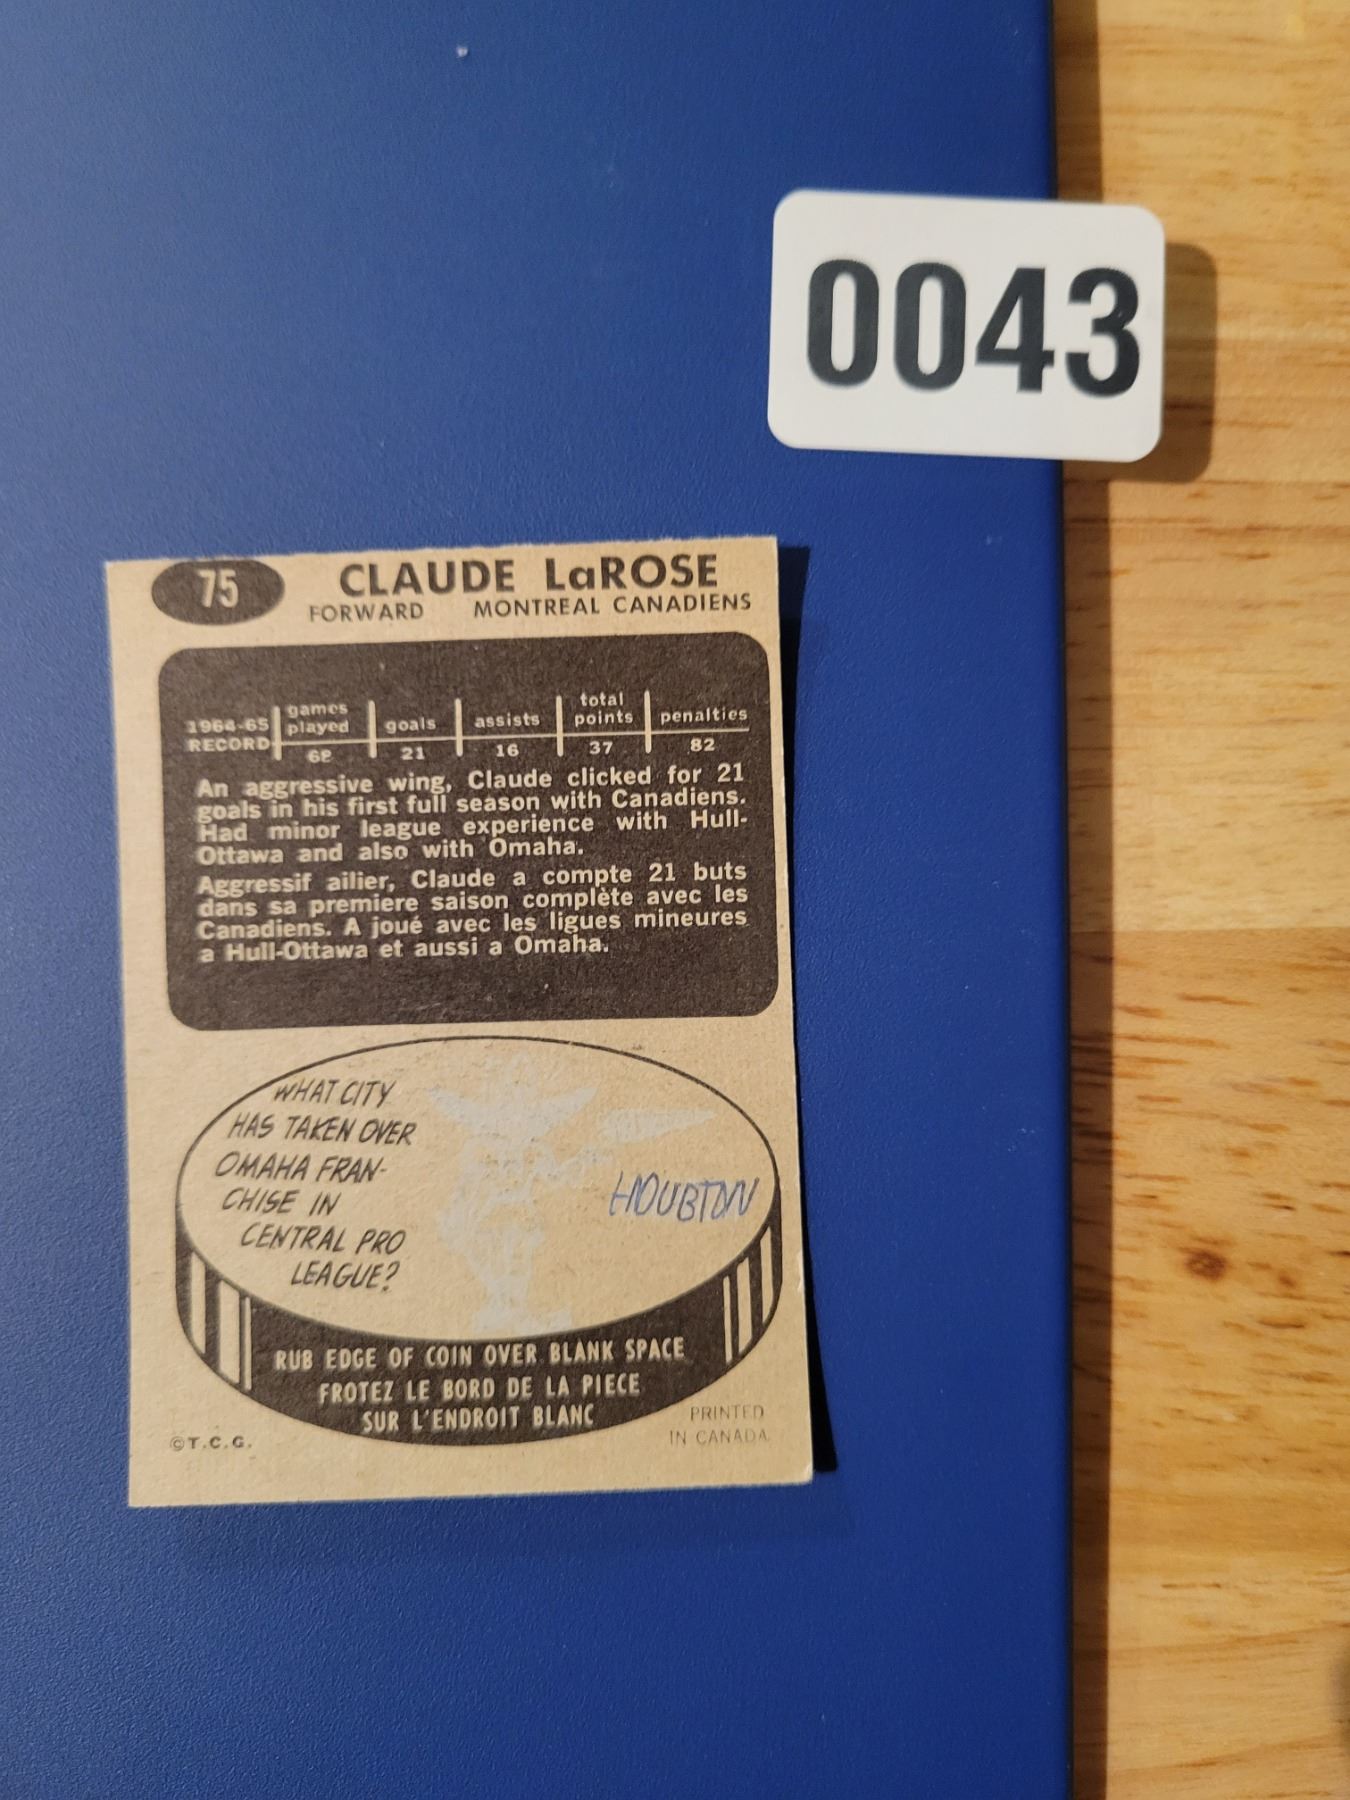 0043
75 CLAUDE LaROSE
FORWARD MONTREAL CANADIENS
1964-65 RECORD games played goals assists total points penalties
68 21 16 37 82
An aggressive wing, Claude clicked for 21
goals in his first full season with Canadiens.
Had minor league experience with Hull-
Ottawa and also with Omaha.
Aggressif ailier, Claude a compte 21 buts
dans sa premiere saison complète avec les
Canadiens. A joué avec les ligues mineures
a Hull-Ottawa et aussi a Omaha.
WHAT CITY
HAS TAKEN OVER
OMAHA FRAN-
CHISE IN
CENTRAL PRO
LEAGUE?
HOUBTON
RUB EDGE OF COIN OVER BLANK SPACE
FROTEZ LE BORD DE LA PIECE
SUR L'ENDROIT BLANC
©T.C.G.
PRINTED
IN CANADA